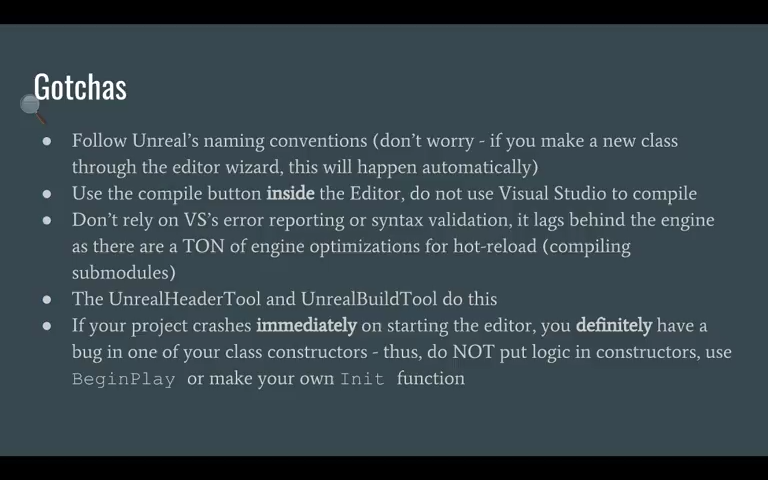 Gotchas
● Follow Unreal's naming conventions (don't worry - if you make a new class
through the editor wizard, this will happen automatically)
● Use the compile button inside the Editor, do not use Visual Studio to compile
● Don't rely on VS's error reporting or syntax validation, it lags behind the engine
as there are a TON of engine optimizations for hot-reload (compiling
submodules)
● The UnrealHeaderTool and UnrealBuildTool do this
● If your project crashes immediately on starting the editor, you definitely have a
bug in one of your class constructors - thus, do NOT put logic in constructors, use
BeginPlay or make your own Init function